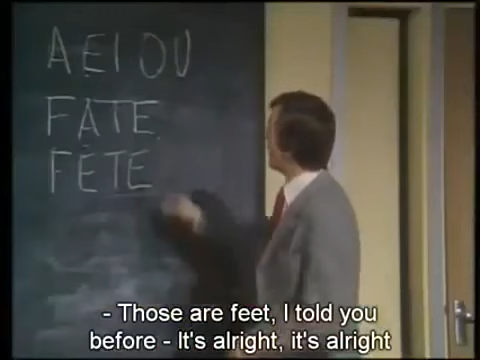 AEIOU
FATE
FETE
- Those are feet, I told you
before - It's alright, it's alright